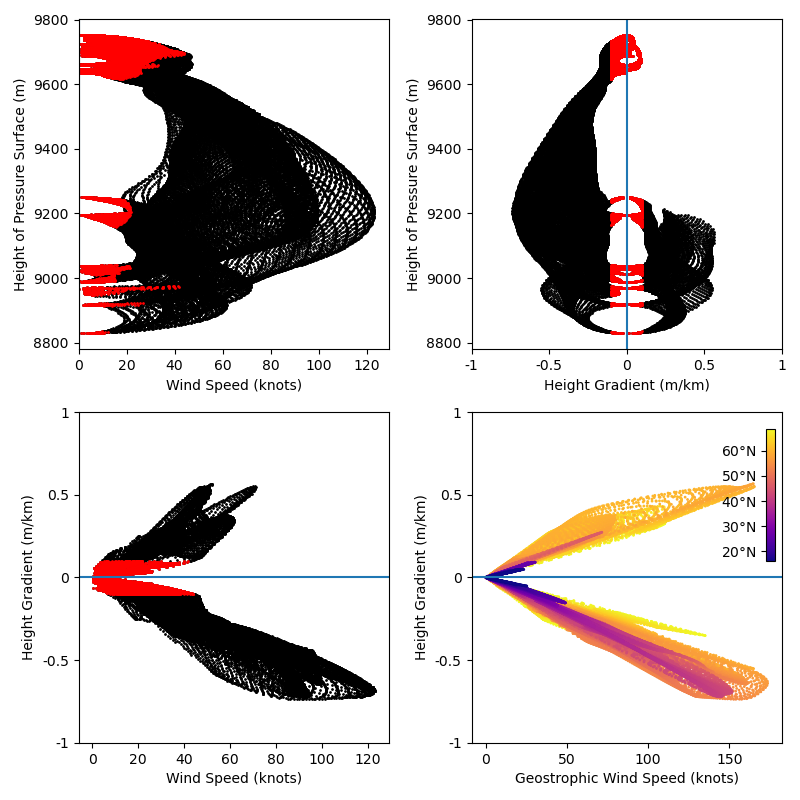 9800
9600
9400
9200
9000
8800
Height of Pressure Surface (m)
0 20 40 60 80 100 120
Wind Speed (knots)
9800
9600
9400
9200
9000
8800
Height of Pressure Surface (m)
-1 -0.5 0 0.5 1
Height Gradient (m/km)
1
0.5
0
-0.5
-1
Height Gradient (m/km)
0 20 40 60 80 100 120
Wind Speed (knots)
1
0.5
0
-0.5
-1
Height Gradient (m/km)
60°N
50°N
40°N
30°N
20°N
0 50 100 150
Geostrophic Wind Speed (knots)